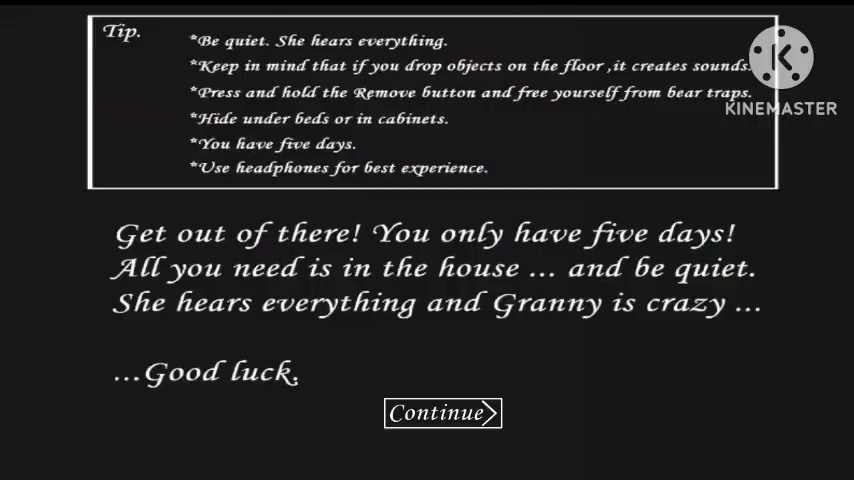 Tip.
*Be quiet. She hears everything.
*Keep in mind that if you drop objects on the floor ,it creates sounds.
*Press and hold the Remove button and free yourself from bear traps.
*Hide under beds or in cabinets.
*You have five days.
*Use headphones for best experience.
KINEMASTER
Get out of there! You only have five days!
All you need is in the house ... and be quiet.
She hears everything and Granny is crazy ...
...Good luck.
Continue